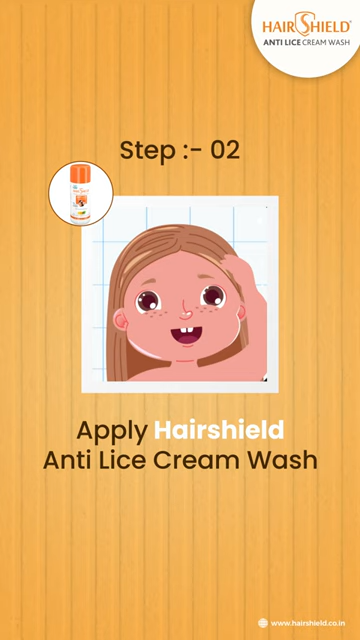 HAIRSHIELD
ANTI LICE CREAM WASH
Step :- 02
Apply Hairshield
Anti Lice Cream Wash
www.hairshield.co.in